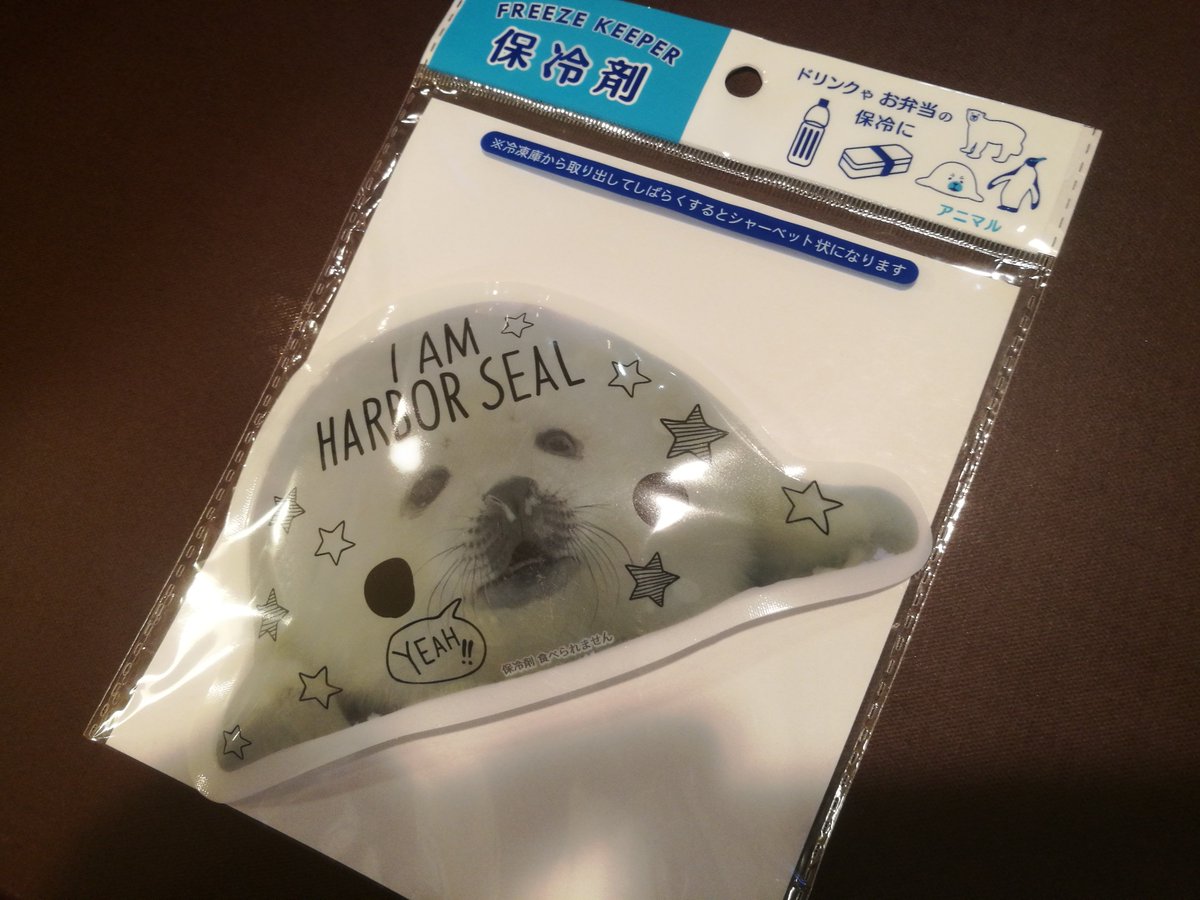 FREEZE KEEPER
保冷剤
ドリンクや お弁当の
保冷に
アニマル
※冷凍庫から取り出してしばらくするとシャーベット状になります
I AM
HARBOR SEAL
YEAH!!
保冷剤 食べられません